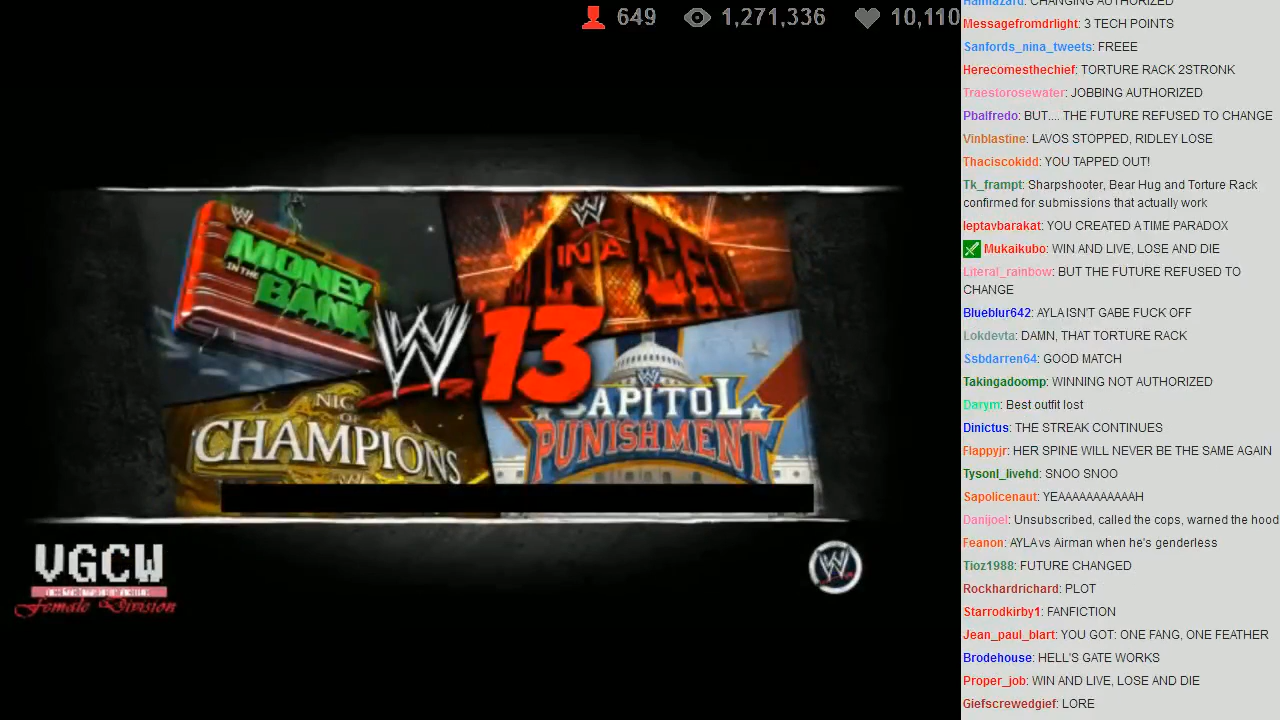 649 1,271,336 10,110
MONEY
IN THE
BANK
IN A CELL
W '13
NIGHT
OF
CHAMPIONS
CAPITOL
PUNISHMENT
VGCW
Female Division
CHANGING AUTHORIZED
Messagefromdrlight: 3 TECH POINTS
Sanfords_nina_tweets: FREEE
Herecomesthechief: TORTURE RACK 2STRONK
Traestorosewater: JOBBING AUTHORIZED
Pbalfredo: BUT.... THE FUTURE REFUSED TO CHANGE
Vinblastine: LAVOS STOPPED, RIDLEY LOSE
Thaciscokidd: YOU TAPPED OUT!
Tk_frampt: Sharpshooter, Bear Hug and Torture Rack
confirmed for submissions that actually work
leptavbarakat: YOU CREATED A TIME PARADOX
Mukaikubo: WIN AND LIVE, LOSE AND DIE
Literal_rainbow: BUT THE FUTURE REFUSED TO
CHANGE
Blueblur642: AYLA ISN'T GABE FUCK OFF
Lokdevta: DAMN, THAT TORTURE RACK
Ssbdarren64: GOOD MATCH
Takingadoomp: WINNING NOT AUTHORIZED
Darym: Best outfit lost
Dinictus: THE STREAK CONTINUES
Flappyjr: HER SPINE WILL NEVER BE THE SAME AGAIN
Tysonl_livehd: SNOO SNOO
Sapolicenaut: YEAAAAAAAAAAH
Danijoel: Unsubscribed, called the cops, warned the hood
Feanon: AYLA vs Airman when he's genderless
Tioz1988: FUTURE CHANGED
Rockhardrichard: PLOT
Starrodkirby1: FANFICTION
Jean_paul_blart: YOU GOT: ONE FANG, ONE FEATHER
Brodehouse: HELL'S GATE WORKS
Proper_job: WIN AND LIVE, LOSE AND DIE
Giefscrewedgief: LORE